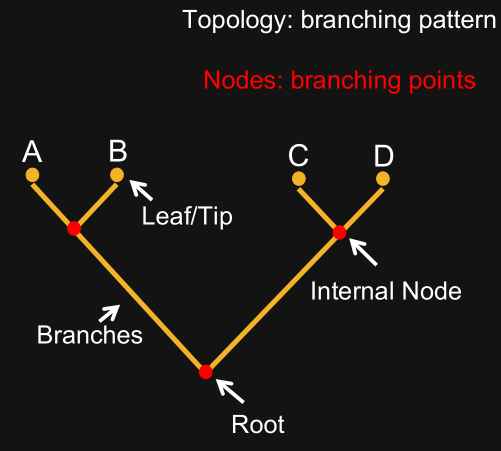 Topology: branching pattern
Nodes: branching points
A
B
C
D
Leaf/Tip
Internal Node
Branches
Root